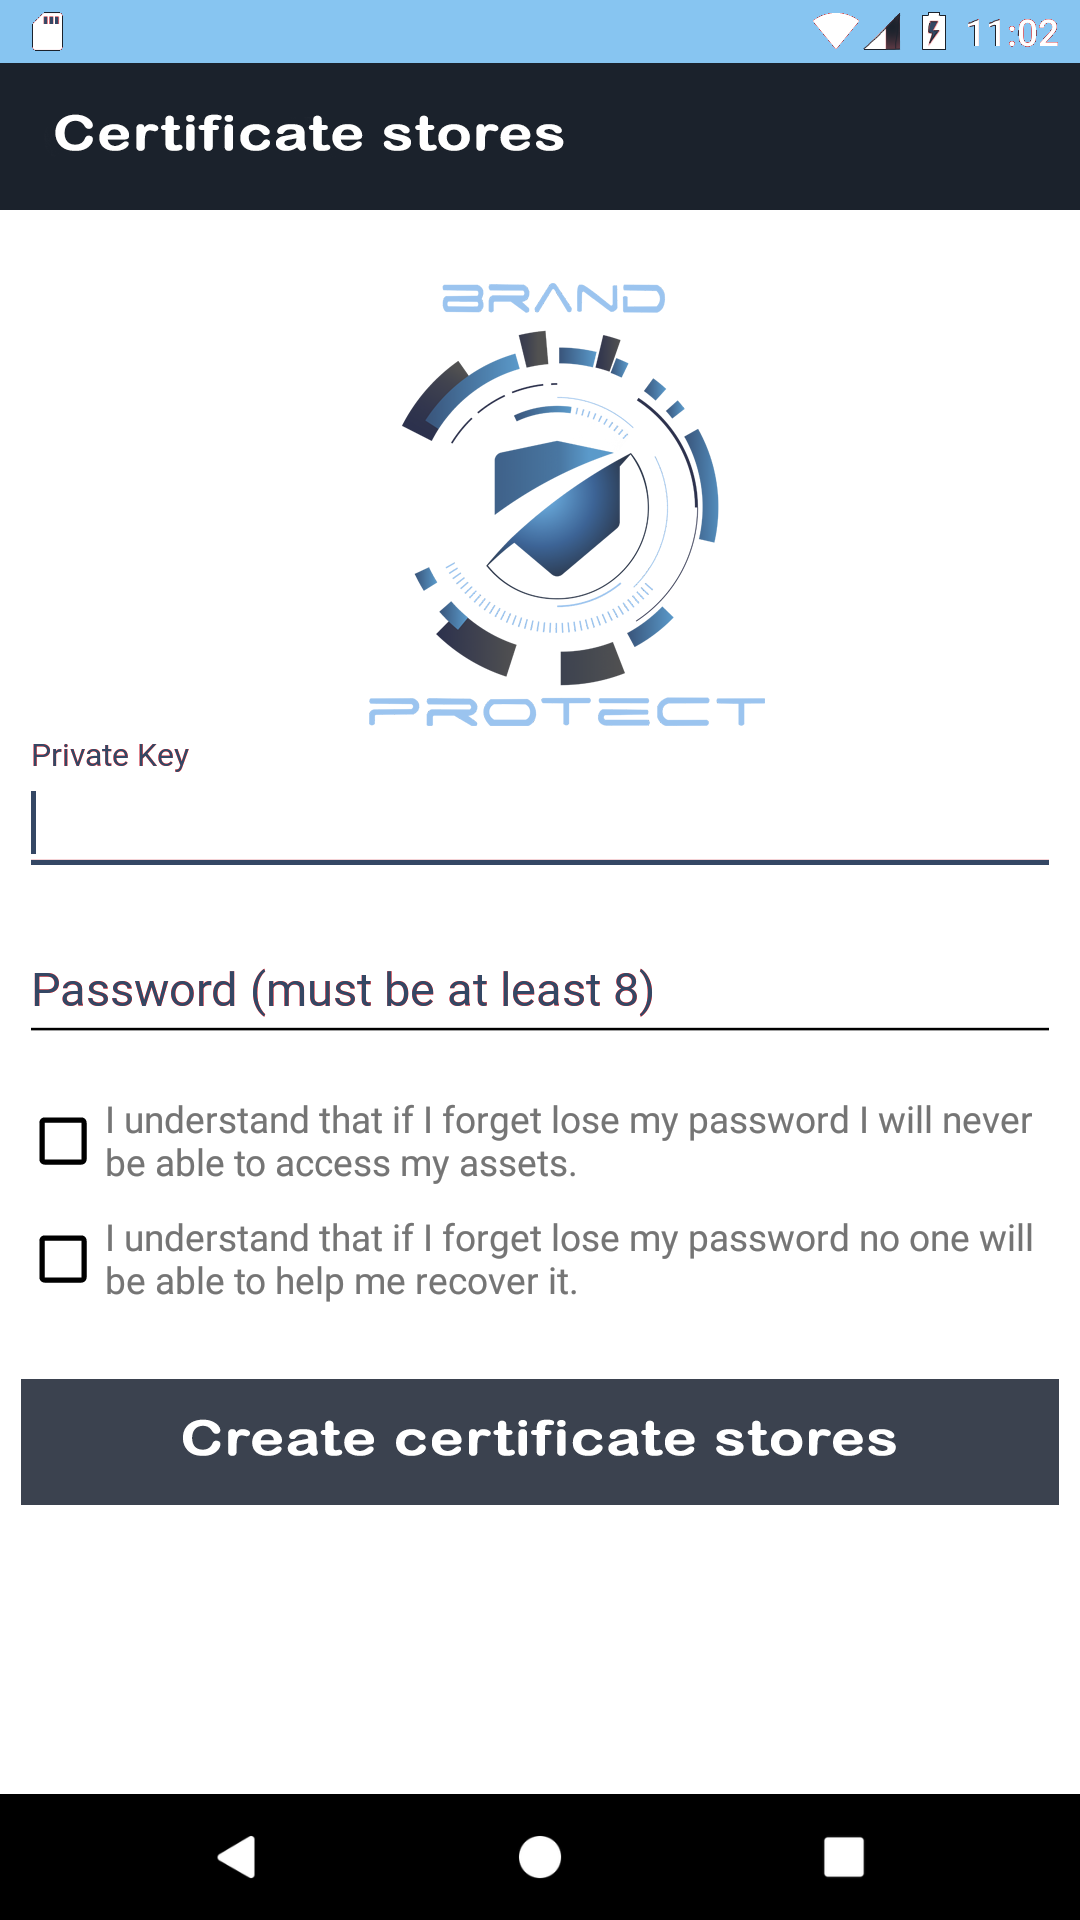 11:02
Certificate stores
BRAND
PROTECT
Private Key
Password (must be at least 8)
I understand that if I forget lose my password I will never
be able to access my assets.
I understand that if I forget lose my password no one will
be able to help me recover it.
Create certificate stores